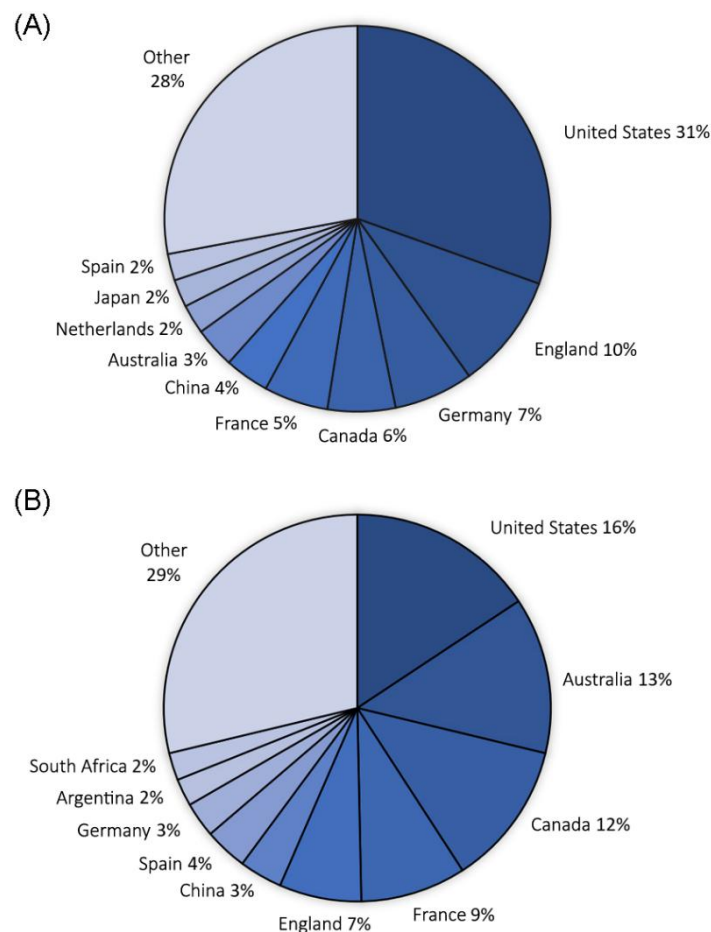 (A)
Other
28%
United States 31%
England 10%
Germany 7%
Canada 6%
France 5%
China 4%
Australia 3%
Netherlands 2%
Japan 2%
Spain 2%
(B)
Other
29%
United States 16%
Australia 13%
Canada 12%
France 9%
England 7%
China 3%
Spain 4%
Germany 3%
Argentina 2%
South Africa 2%